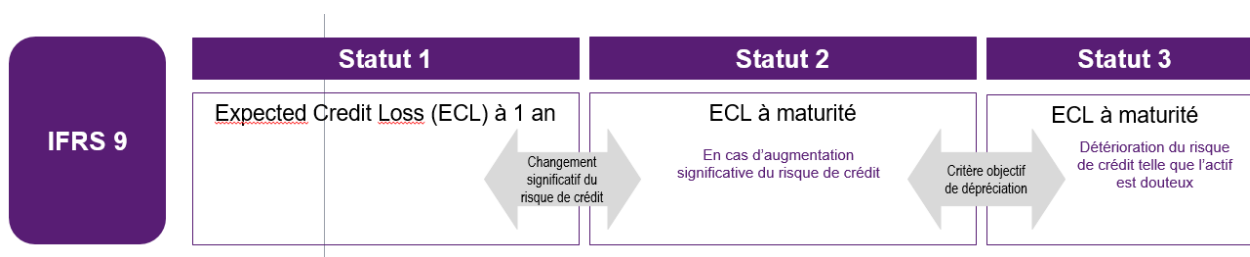 IFRS 9
Statut 1
Expected Credit Loss (ECL) à 1 an
Changement
significatif du
risque de crédit
Statut 2
ECL à maturité
En cas d'augmentation
significative du risque de crédit
Critère objectif
de dépréciation
Statut 3
ECL à maturité
Détérioration du risque
de crédit telle que l'actif
est douteux